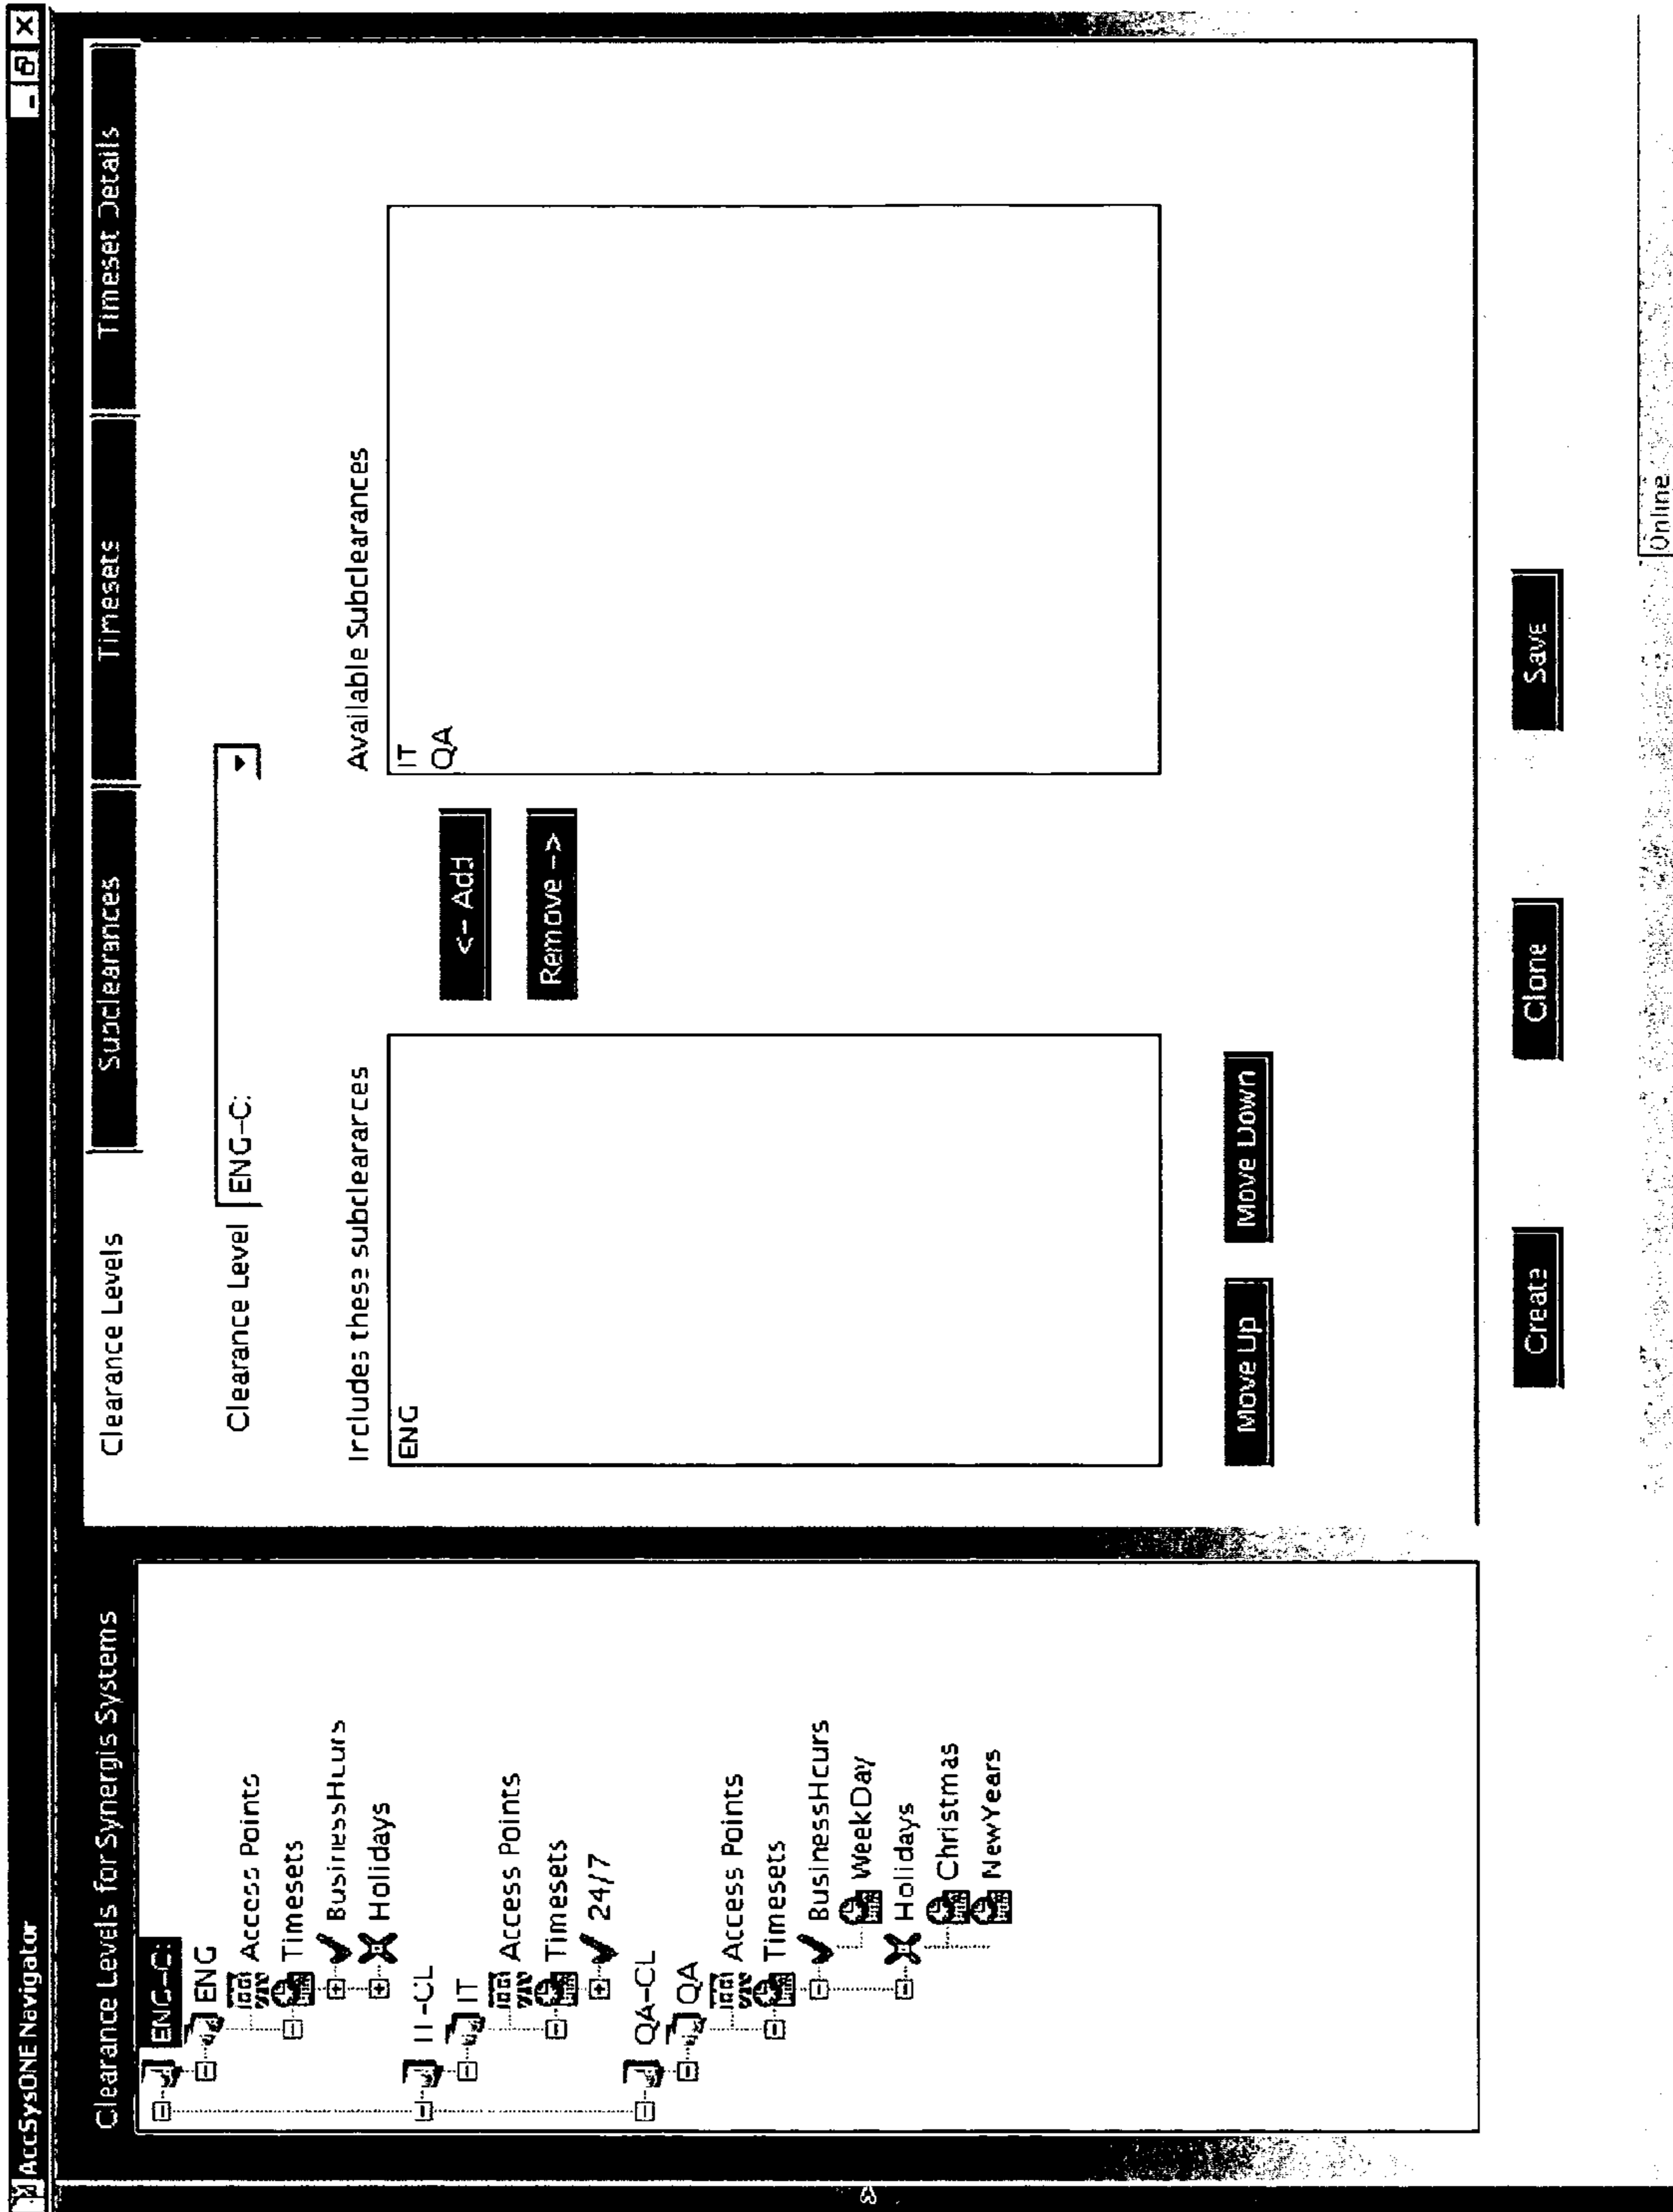 AccSysONE Navigator
Clearance Levels for Synergis Systems
ENG-C:
ENG
Access Points
Timesets
BusinessHours
Holidays
IT-CL
IT
Access Points
Timesets
24/7
QA-CL
QA
Access Points
Timesets
BusinessHours
WeekDay
Holidays
Christmas
NewYears
Clearance Levels
Subclearances
Timesets
Timeset Details
Clearance Level
ENG-C:
Includes these subclearances
Available Subclearances
ENG
IT
QA
<-- Add
Remove -->
Move Up
Move Down
Create
Clone
Save
Online